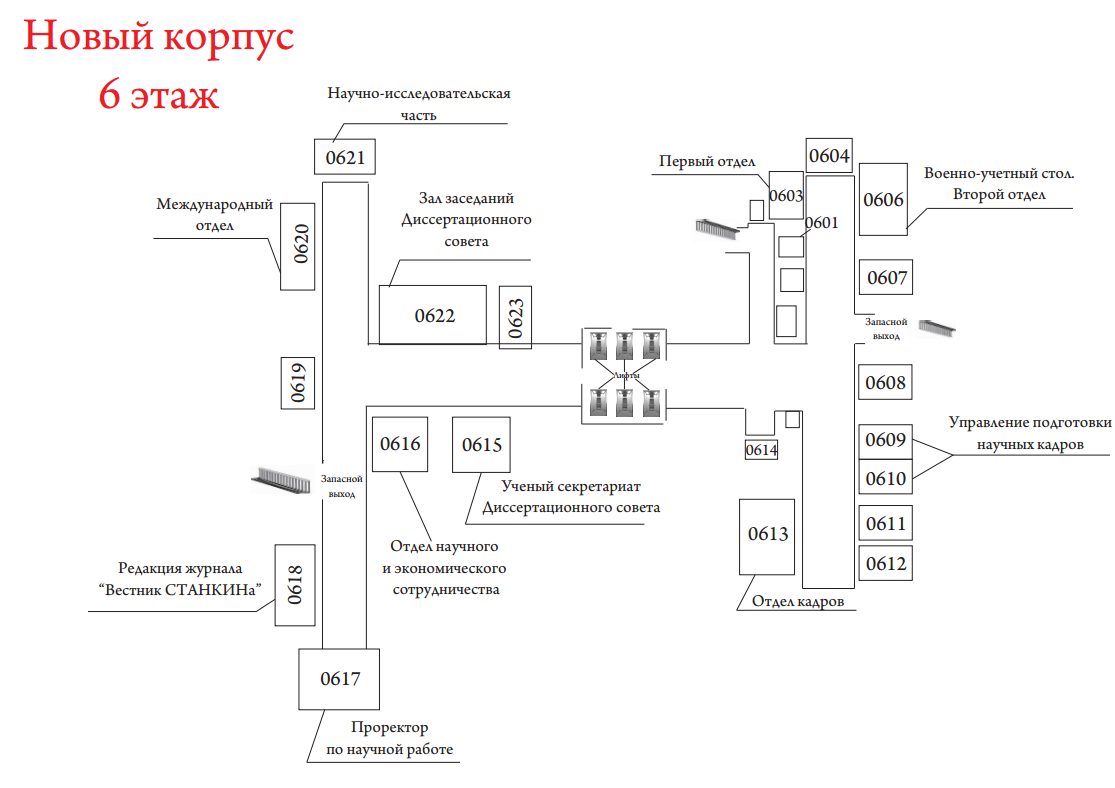 Новый корпус
6 этаж
Научно-исследовательская
часть
0621
Международный
отдел
0620
Зал заседаний
Диссертационного
совета
0622
0623
Первый отдел
0604
0603
0601
0606
Военно-учетный стол.
Второй отдел
0607
Запасной
выход
Лифты
0619
0608
0616
0615
0614
0609
0610
Управление подготовки
научных кадров
Запасной
выход
Ученый секретариат
Диссертационного совета
0613
0611
0612
Отдел научного
и экономического
сотрудничества
Редакция журнала
“Вестник СТАНКИНа”
0618
Отдел кадров
0617
Проректор
по научной работе